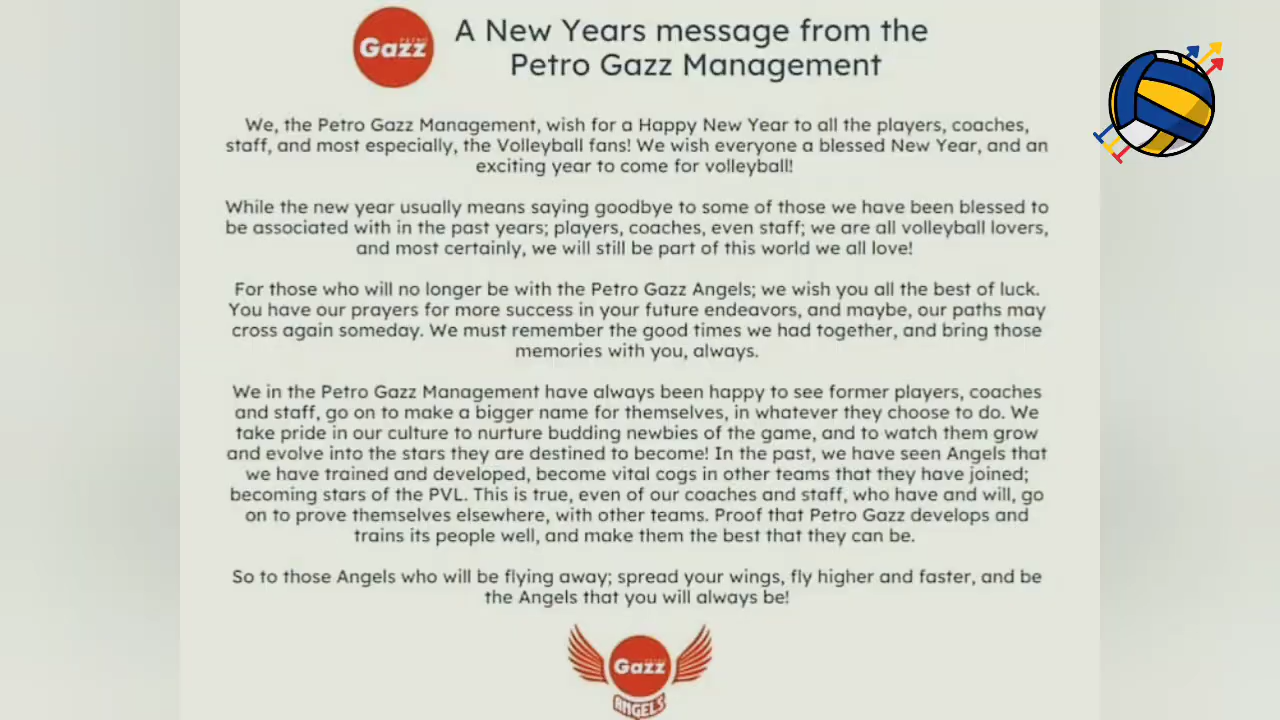 PETRO
Gazz
A New Years message from the
Petro Gazz Management
We, the Petro Gazz Management, wish for a Happy New Year to all the players, coaches,
staff, and most especially, the Volleyball fans! We wish everyone a blessed New Year, and an
exciting year to come for volleyball!
While the new year usually means saying goodbye to some of those we have been blessed to
be associated with in the past years; players, coaches, even staff; we are all volleyball lovers,
and most certainly, we will still be part of this world we all love!
For those who will no longer be with the Petro Gazz Angels; we wish you all the best of luck.
You have our prayers for more success in your future endeavors, and maybe, our paths may
cross again someday. We must remember the good times we had together, and bring those
memories with you, always.
We in the Petro Gazz Management have always been happy to see former players, coaches
and staff, go on to make a bigger name for themselves, in whatever they choose to do. We
take pride in our culture to nurture budding newbies of the game, and to watch them grow
and evolve into the stars they are destined to become! In the past, we have seen Angels that
we have trained and developed, become vital cogs in other teams that they have joined;
becoming stars of the PVL. This is true, even of our coaches and staff, who have and will, go
on to prove themselves elsewhere, with other teams. Proof that Petro Gazz develops and
trains its people well, and make them the best that they can be.
So to those Angels who will be flying away; spread your wings, fly higher and faster, and be
the Angels that you will always be!
PETRO
Gazz
ANGELS